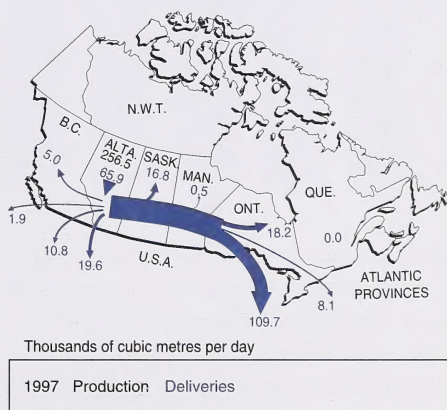 N.W.T.
B.C.
ALTA.
256.5
65.9
SASK
16.8
MAN.
0.5
ONT.
18.2
QUE.
0.0
5.0
1.9
10.8
19.6
U.S.A.
109.7
8.1
ATLANTIC
PROVINCES
Thousands of cubic metres per day
1997 Production Deliveries